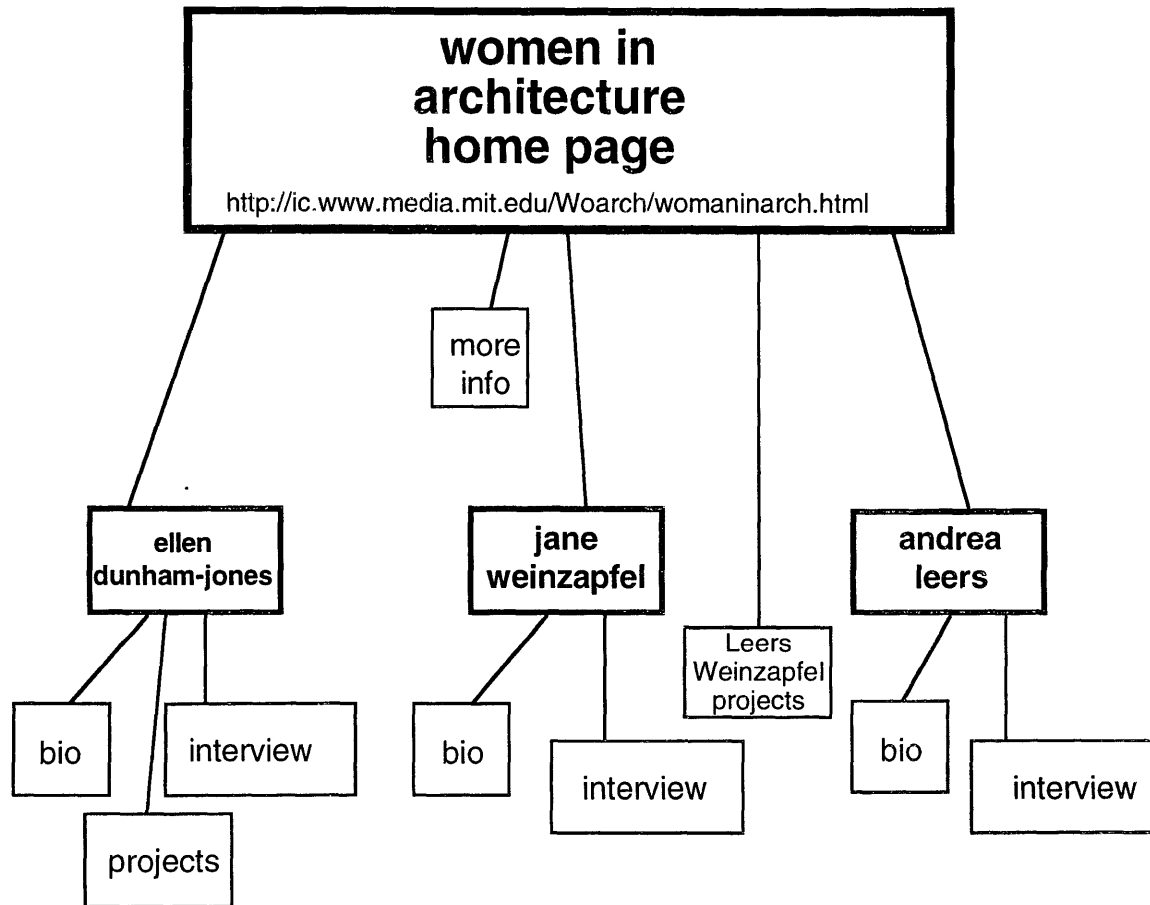 women in
architecture
home page
http://ic.www.media.mit.edu/Woarch/womaninarch.html
more
info
ellen
dunham-jones
jane
weinzapfel
andrea
leers
Leers
Weinzapfel
projects
bio
interview
projects
bio
interview
bio
interview